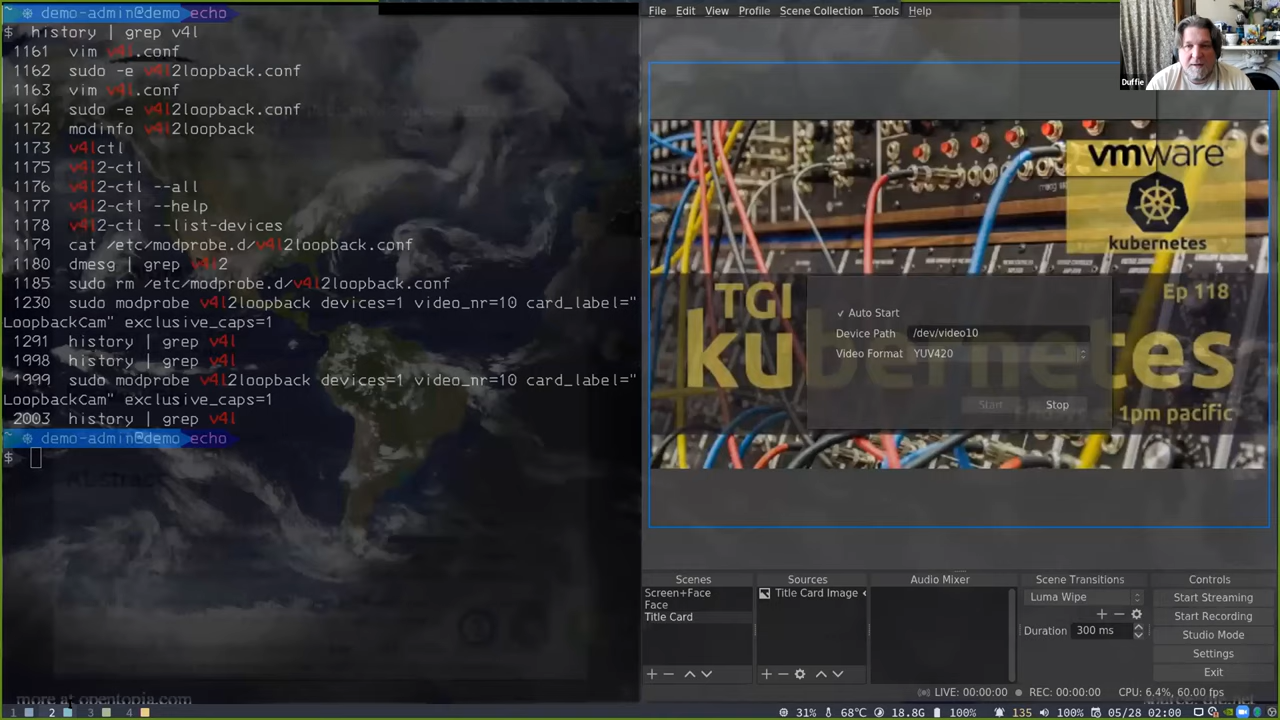 ~ ⎈ demo-admin@demo echo
$ history | grep v4l
1161 vim v4l.conf
1162 sudo -e v4l2loopback.conf
1163 vim v4l.conf
1164 sudo -e v4l2loopback.conf
1172 modinfo v4l2loopback
1173 v4lctl
1175 v4l2-ctl
1176 v4l2-ctl --all
1177 v4l2-ctl --help
1178 v4l2-ctl --list-devices
1179 cat /etc/modprobe.d/v4l2loopback.conf
1180 dmesg | grep v4l2
1185 sudo rm /etc/modprobe.d/v4l2loopback.conf
1230 sudo modprobe v4l2loopback devices=1 video_nr=10 card_label="
LoopbackCam" exclusive_caps=1
1291 history | grep v4l
1998 history | grep v4l
1999 sudo modprobe v4l2loopback devices=1 video_nr=10 card_label="
LoopbackCam" exclusive_caps=1
2003 history | grep v4l
~ ⎈ demo-admin@demo echo
$
more at opentopia.com
File Edit View Profile Scene Collection Tools Help
Duffie
vmware
kubernetes
TGI
Ep 118
kubernetes
1pm pacific
✓ Auto Start
Device Path /dev/video10
Video Format YUV420
Start Stop
Scenes
Screen+Face
Face
Title Card
Sources
Title Card Image
Audio Mixer
Scene Transitions
Luma Wipe
Duration 300 ms
Controls
Start Streaming
Start Recording
Studio Mode
Settings
Exit
LIVE: 00:00:00 REC: 00:00:00 CPU: 6.4%, 60.00 fps
1 2 3 4
31% 68°C 18.8G 100% 135 100% 05/28 02:00